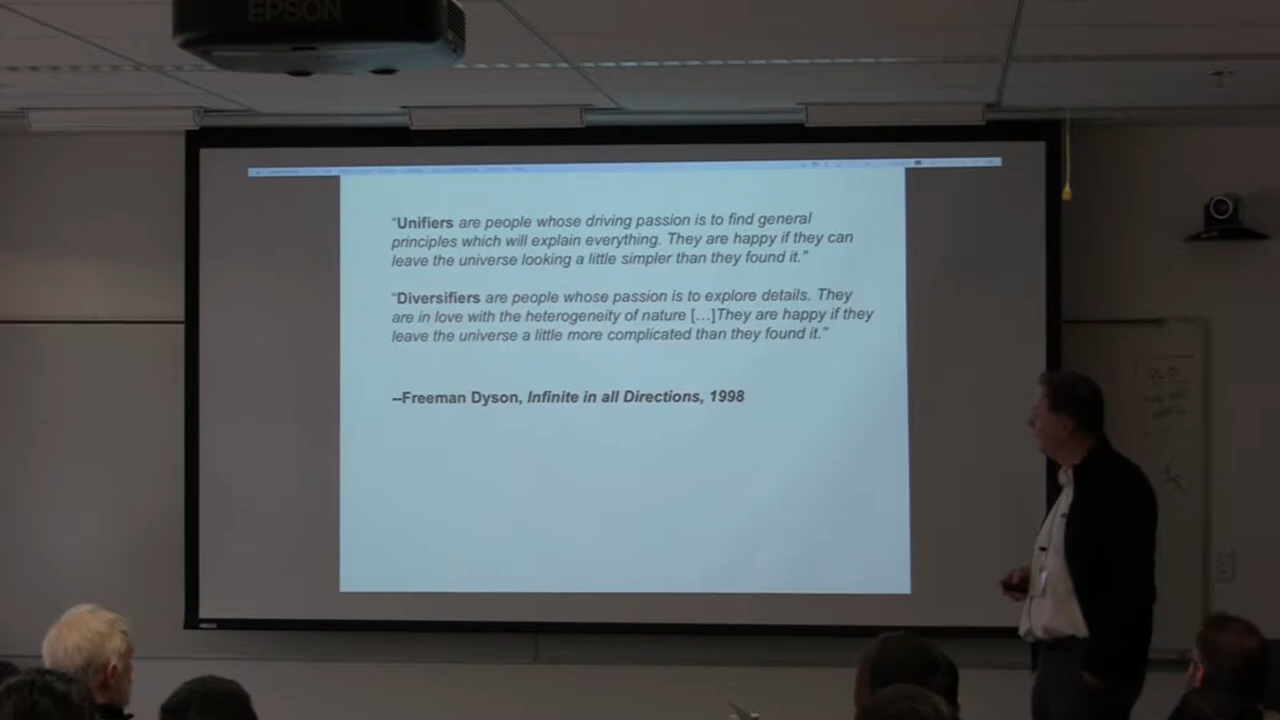 EPSON
“Unifiers are people whose driving passion is to find general
principles which will explain everything. They are happy if they can
leave the universe looking a little simpler than they found it.”
“Diversifiers are people whose passion is to explore details. They
are in love with the heterogeneity of nature [...]They are happy if they
leave the universe a little more complicated than they found it.”
--Freeman Dyson, Infinite in all Directions, 1998